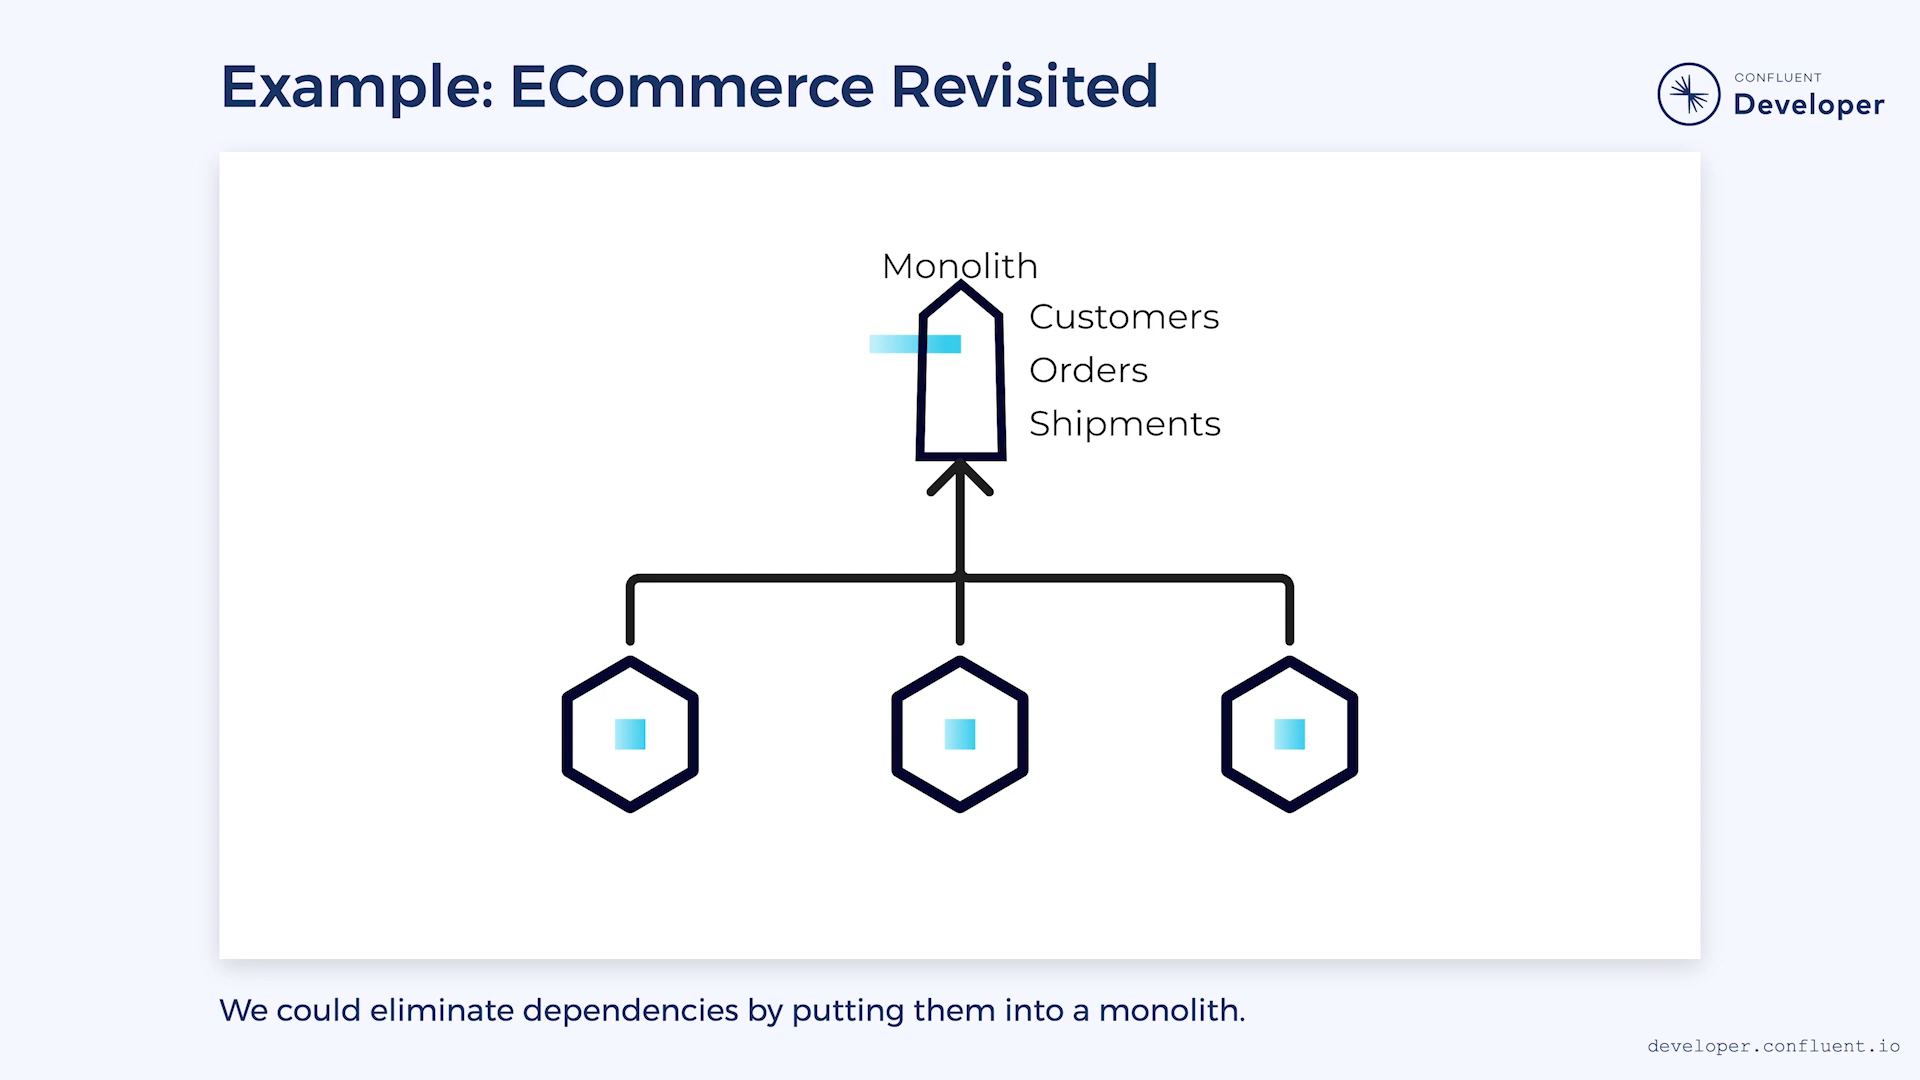 Example: ECommerce Revisited
CONFLUENT
Developer
Monolith
Customers
Orders
Shipments
We could eliminate dependencies by putting them into a monolith.
developer.confluent.io